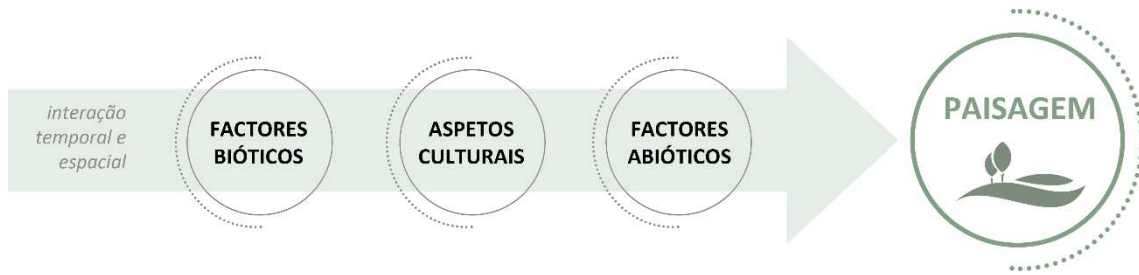 interação
temporal e
espacial
FACTORES
BIÓTICOS
ASPETOS
CULTURAIS
FACTORES
ABIÓTICOS
PAISAGEM